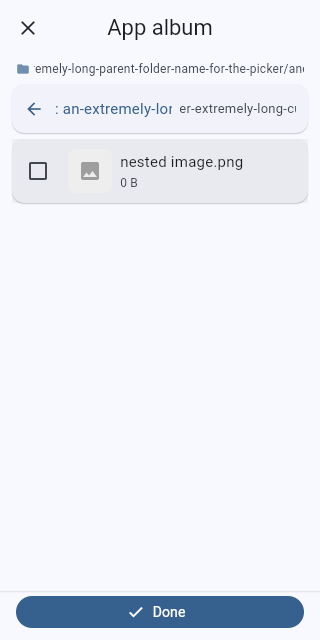 App album
emely-long-parent-folder-name-for-the-picker/an
: an-extremely-lor er-extremely-long-c
nested image.png
0 B
Done